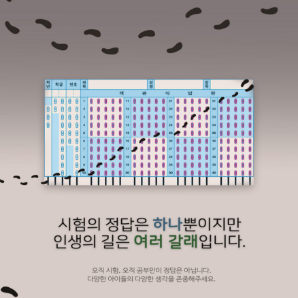 시험의 정답은 하나뿐이지만
인생의 길은 여러 갈래입니다.
오직 시험, 오직 공부만이 정답은 아닙니다.
다양한 아이들의 다양한 생각을 존중해주세요.